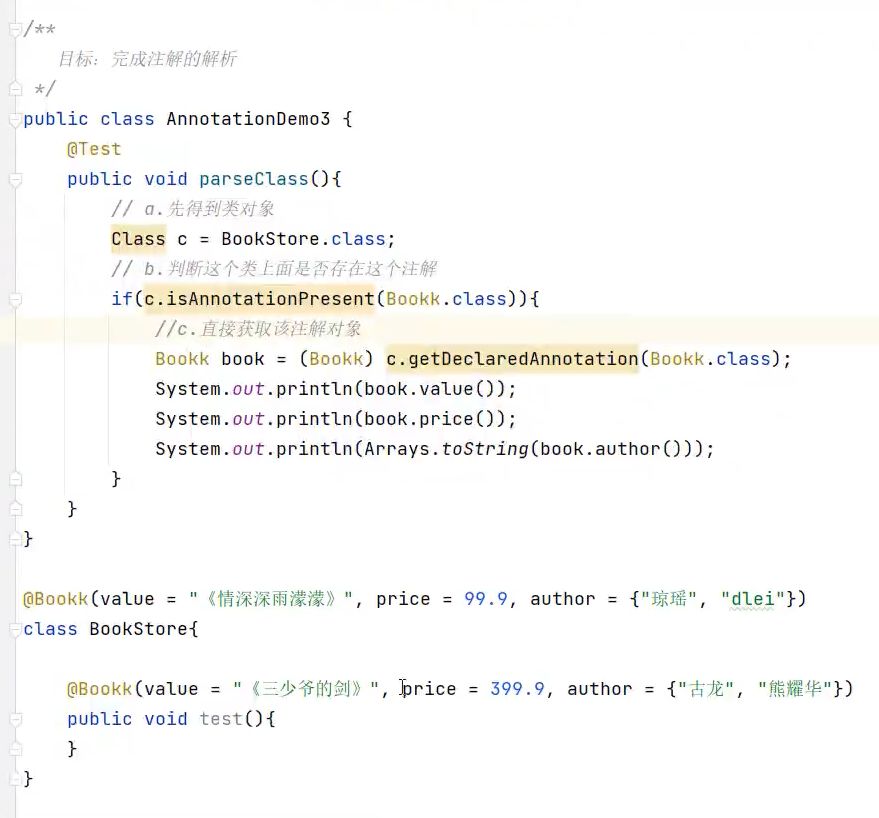 /**
目标：完成注解的解析
*/
public class AnnotationDemo3 {
@Test
public void parseClass(){
// a.先得到类对象
Class c = BookStore.class;
// b.判断这个类上面是否存在这个注解
if(c.isAnnotationPresent(Bookk.class)){
//c.直接获取该注解对象
Bookk book = (Bookk) c.getDeclaredAnnotation(Bookk.class);
System.out.println(book.value());
System.out.println(book.price());
System.out.println(Arrays.toString(book.author()));
}
}
}
@Bookk(value = "《情深深雨濛濛》", price = 99.9, author = {"琼瑶", "dlei"})
class BookStore{
@Bookk(value = "《三少爷的剑》", price = 399.9, author = {"古龙", "熊耀华"})
public void test(){
}
}